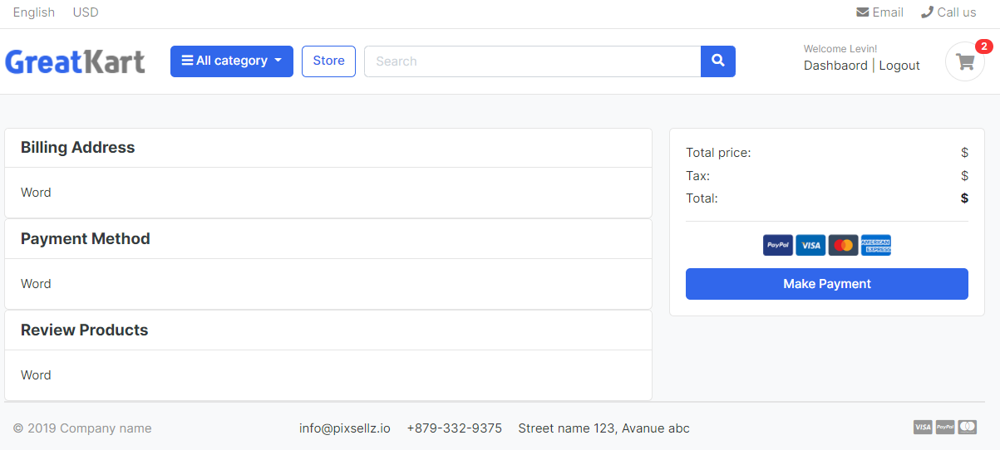 English USD Email Call us
GreatKart All category Store Search Welcome Levin! 2
Dashbaord | Logout
Billing Address
Word
Payment Method
Word
Review Products
Word
Total price: $
Tax: $
Total: $
PayPal VISA AMERICAN EXPRESS
Make Payment
© 2019 Company name info@pixsellz.io +879-332-9375 Street name 123, Avanue abc VISA PayPal